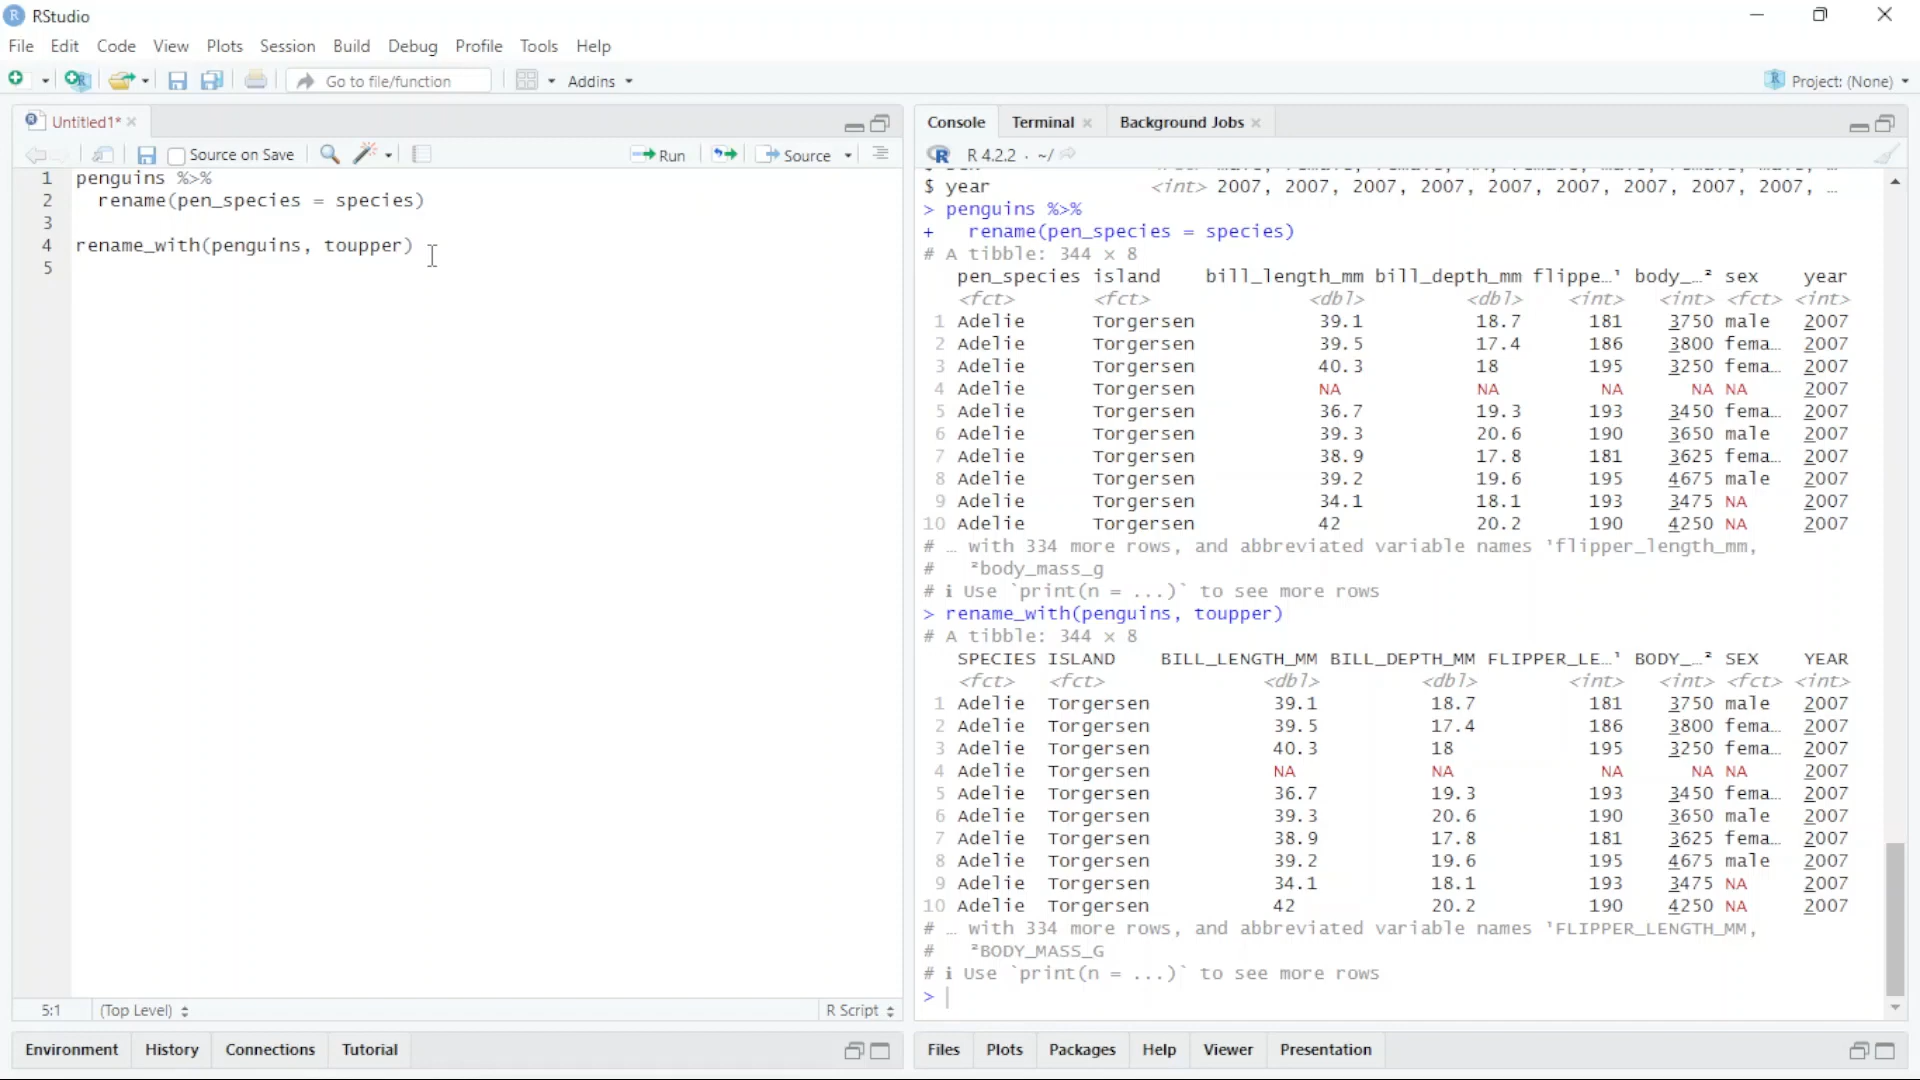 RStudio
File Edit Code View Plots Session Build Debug Profile Tools Help
Go to file/function Addins Project: (None)
Untitled1*
Source on Save Run Source
1 penguins %>%
2   rename(pen_species = species)
3
4 rename_with(penguins, toupper)
5
5:1 (Top Level) R Script
Environment History Connections Tutorial
Console Terminal Background Jobs
R 4.2.2 · ~/
$ year <int> 2007, 2007, 2007, 2007, 2007, 2007, 2007, 2007, 2007, …
> penguins %>%
+   rename(pen_species = species)
# A tibble: 344 × 8
pen_species island bill_length_mm bill_depth_mm flippe…¹ body_…² sex year
<fct> <fct> <dbl> <dbl> <int> <int> <fct> <int>
1 Adelie Torgersen 39.1 18.7 181 3750 male 2007
2 Adelie Torgersen 39.5 17.4 186 3800 fema… 2007
3 Adelie Torgersen 40.3 18 195 3250 fema… 2007
4 Adelie Torgersen NA NA NA NA NA 2007
5 Adelie Torgersen 36.7 19.3 193 3450 fema… 2007
6 Adelie Torgersen 39.3 20.6 190 3650 male 2007
7 Adelie Torgersen 38.9 17.8 181 3625 fema… 2007
8 Adelie Torgersen 39.2 19.6 195 4675 male 2007
9 Adelie Torgersen 34.1 18.1 193 3475 NA 2007
10 Adelie Torgersen 42 20.2 190 4250 NA 2007
# … with 334 more rows, and abbreviated variable names ¹flipper_length_mm,
#   ²body_mass_g
# ℹ Use `print(n = ...)` to see more rows
> rename_with(penguins, toupper)
# A tibble: 344 × 8
SPECIES ISLAND BILL_LENGTH_MM BILL_DEPTH_MM FLIPPER_LE…¹ BODY_…² SEX YEAR
<fct> <fct> <dbl> <dbl> <int> <int> <fct> <int>
1 Adelie Torgersen 39.1 18.7 181 3750 male 2007
2 Adelie Torgersen 39.5 17.4 186 3800 fema… 2007
3 Adelie Torgersen 40.3 18 195 3250 fema… 2007
4 Adelie Torgersen NA NA NA NA NA 2007
5 Adelie Torgersen 36.7 19.3 193 3450 fema… 2007
6 Adelie Torgersen 39.3 20.6 190 3650 male 2007
7 Adelie Torgersen 38.9 17.8 181 3625 fema… 2007
8 Adelie Torgersen 39.2 19.6 195 4675 male 2007
9 Adelie Torgersen 34.1 18.1 193 3475 NA 2007
10 Adelie Torgersen 42 20.2 190 4250 NA 2007
# … with 334 more rows, and abbreviated variable names ¹FLIPPER_LENGTH_MM,
#   ²BODY_MASS_G
# ℹ Use `print(n = ...)` to see more rows
>
Files Plots Packages Help Viewer Presentation